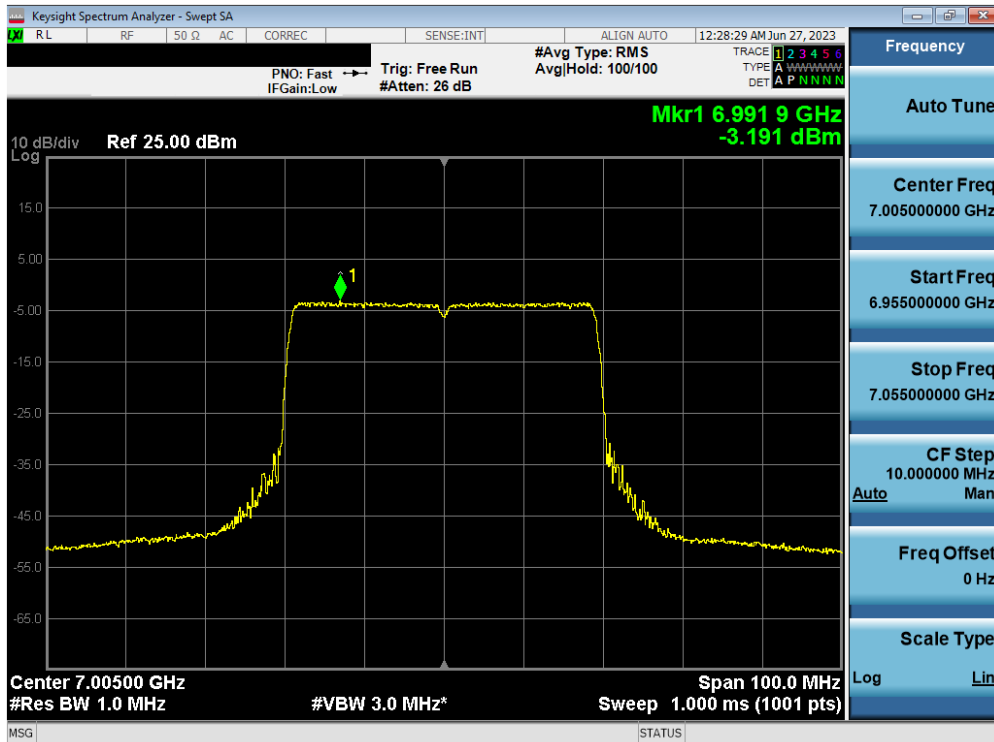 Keysight Spectrum Analyzer - Swept SA
LXI RL RF 50 Ω AC CORREC SENSE:INT ALIGN AUTO 12:28:29 AM Jun 27, 2023
PNO: Fast
IFGain:Low
Trig: Free Run
#Atten: 26 dB
#Avg Type: RMS
Avg|Hold: 100/100
TRACE 1 2 3 4 5 6
TYPE A WWWWW
DET A P N N N N
Mkr1 6.991 9 GHz
-3.191 dBm
10 dB/div Ref 25.00 dBm
Log
15.0
5.00
-5.00
-15.0
-25.0
-35.0
-45.0
-55.0
-65.0
1
Center 7.00500 GHz Span 100.0 MHz
#Res BW 1.0 MHz #VBW 3.0 MHz* Sweep 1.000 ms (1001 pts)
MSG STATUS
Frequency
Auto Tune
Center Freq
7.005000000 GHz
Start Freq
6.955000000 GHz
Stop Freq
7.055000000 GHz
CF Step
10.000000 MHz
Auto Man
Freq Offset
0 Hz
Scale Type
Log Lin